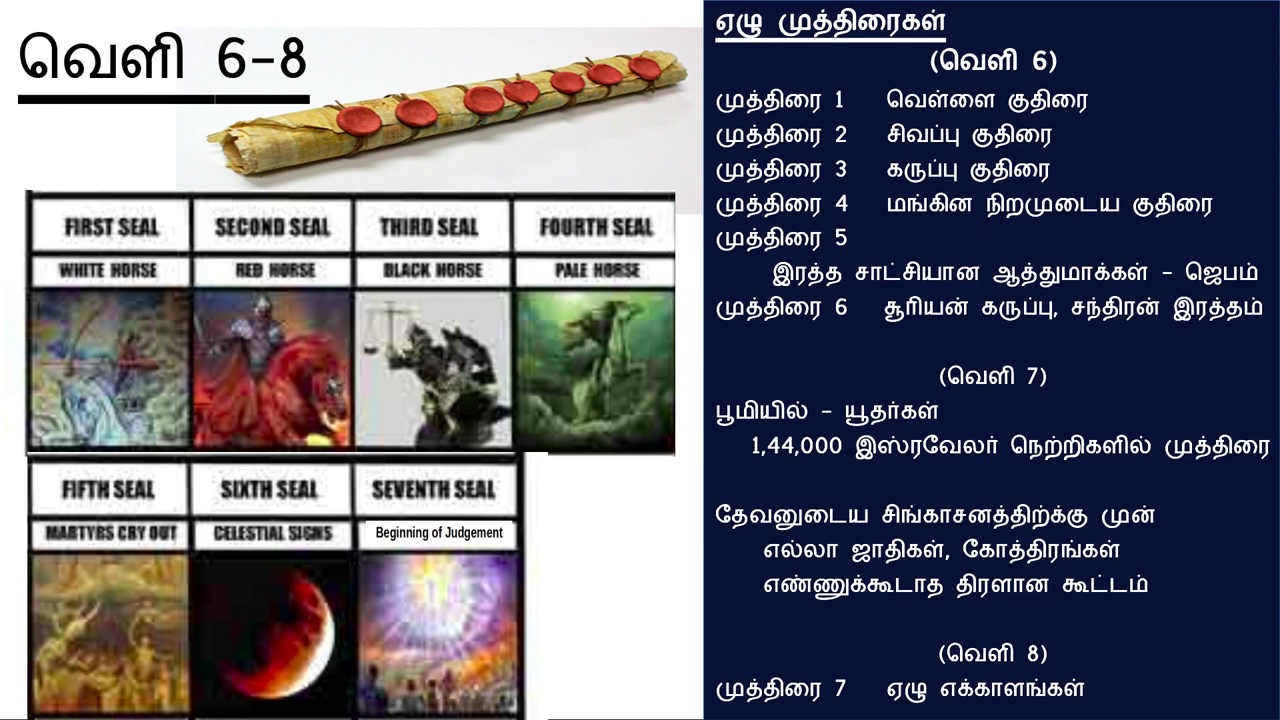 வெளி 6-8
FIRST SEAL
SECOND SEAL
THIRD SEAL
FOURTH SEAL
WHITE HORSE
RED HORSE
BLACK HORSE
PALE HORSE
FIFTH SEAL
SIXTH SEAL
SEVENTH SEAL
MARTYRS CRY OUT
CELESTIAL SIGNS
Beginning of Judgement
ஏழு முத்திரைகள்
(வெளி 6)
முத்திரை 1 வெள்ளை குதிரை
முத்திரை 2 சிவப்பு குதிரை
முத்திரை 3 கருப்பு குதிரை
முத்திரை 4 மங்கின நிறமுடைய குதிரை
முத்திரை 5
இரத்த சாட்சியான ஆத்துமாக்கள் - ஜெபம்
முத்திரை 6 சூரியன் கருப்பு, சந்திரன் இரத்தம்
(வெளி 7)
பூமியில் - யூதர்கள்
1,44,000 இஸ்ரவேலர் நெற்றிகளில் முத்திரை
தேவனுடைய சிங்காசனத்திற்க்கு முன்
எல்லா ஜாதிகள், கோத்திரங்கள்
எண்ணுக்கூடாத திரளான கூட்டம்
(வெளி 8)
முத்திரை 7 ஏழு எக்காளங்கள்